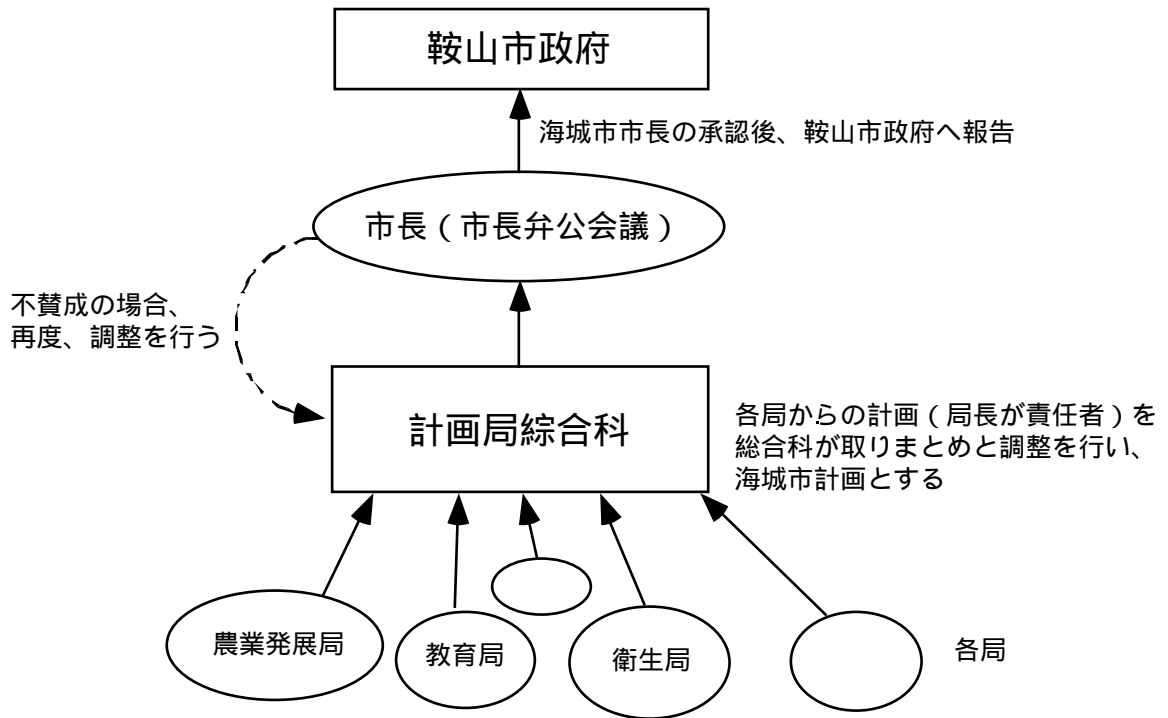 鞍山市政府
海城市市長の承認後、鞍山市政府へ報告
市長（市長弁公会議）
不賛成の場合、
再度、調整を行う
計画局綜合科
各局からの計画（局長が責任者）を
総合科が取りまとめと調整を行い、
海城市計画とする
農業発展局
教育局
衛生局
各局